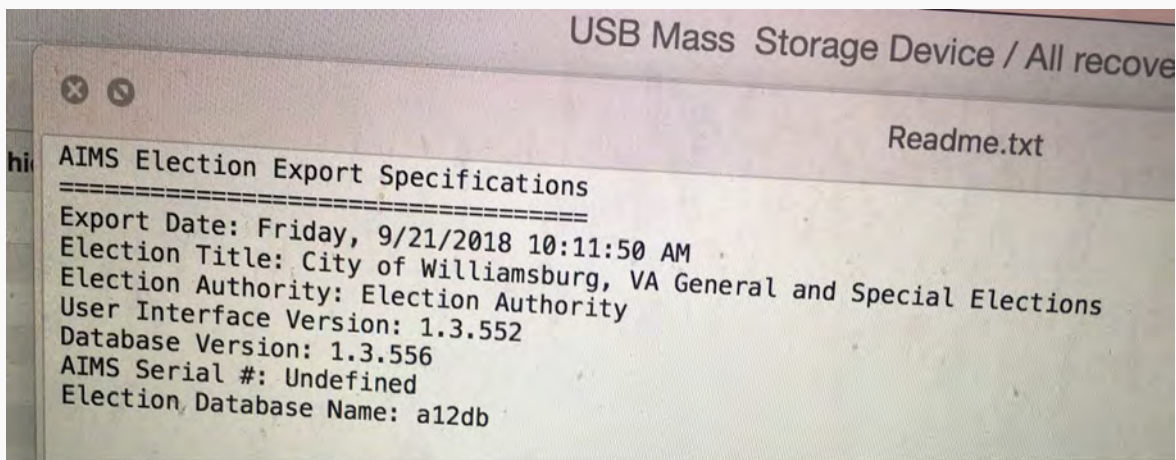 USB Mass Storage Device / All recove
Readme.txt
hi
AIMS Election Export Specifications
==================================
Export Date: Friday, 9/21/2018 10:11:50 AM
Election Title: City of Williamsburg, VA General and Special Elections
Election Authority: Election Authority
User Interface Version: 1.3.552
Database Version: 1.3.556
AIMS Serial #: Undefined
Election Database Name: a12db